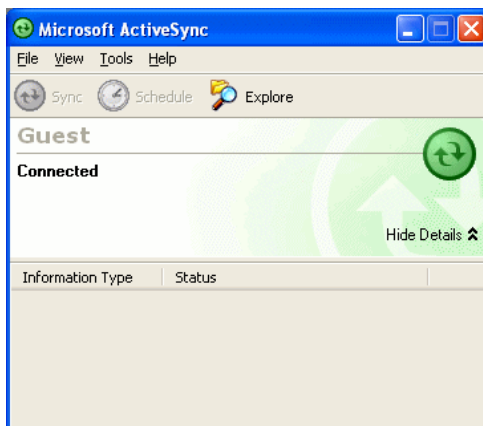 Microsoft ActiveSync
File View Tools Help
Sync Schedule Explore
Guest
Connected
Hide Details
Information Type Status